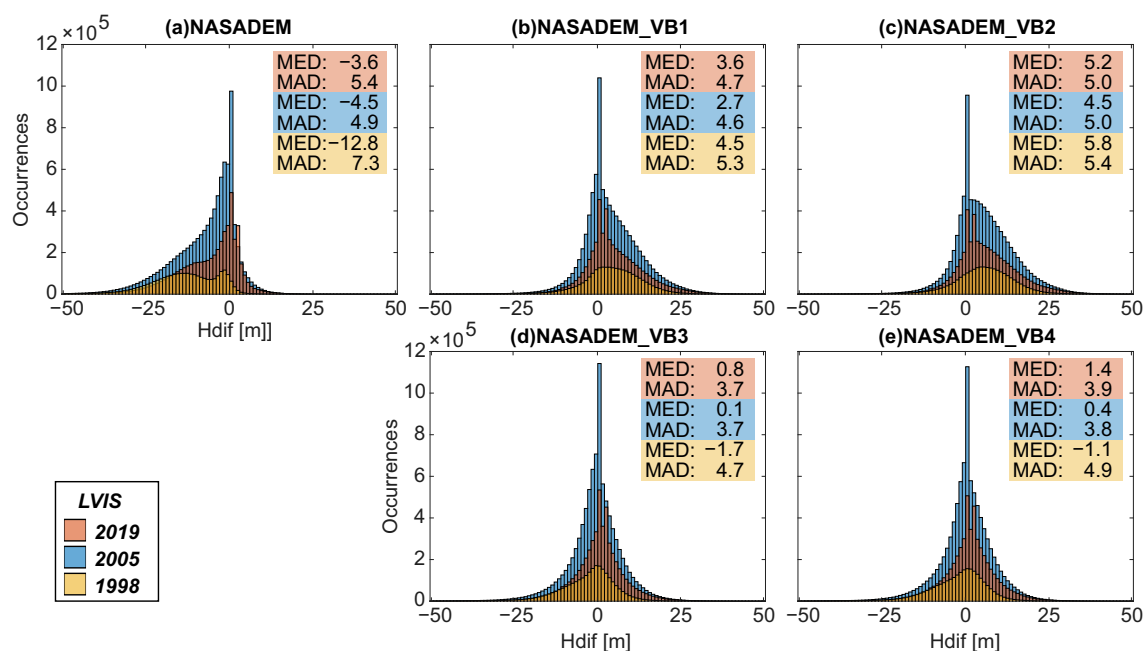 (a)NASADEM
×10⁵
12
10
8
6
4
2
0
Occurrences
−50
−25
0
25
50
Hdif [m]]
MED: −3.6
MAD: 5.4
MED: −4.5
MAD: 4.9
MED:−12.8
MAD: 7.3
(b)NASADEM_VB1
−50
−25
0
25
50
MED: 3.6
MAD: 4.7
MED: 2.7
MAD: 4.6
MED: 4.5
MAD: 5.3
(c)NASADEM_VB2
−50
−25
0
25
50
MED: 5.2
MAD: 5.0
MED: 4.5
MAD: 5.0
MED: 5.8
MAD: 5.4
(d)NASADEM_VB3
×10⁵
12
10
8
6
4
2
0
Occurrences
−50
−25
0
25
50
Hdif [m]
MED: 0.8
MAD: 3.7
MED: 0.1
MAD: 3.7
MED: −1.7
MAD: 4.7
(e)NASADEM_VB4
−50
−25
0
25
50
Hdif [m]
MED: 1.4
MAD: 3.9
MED: 0.4
MAD: 3.8
MED: −1.1
MAD: 4.9
LVIS
2019
2005
1998